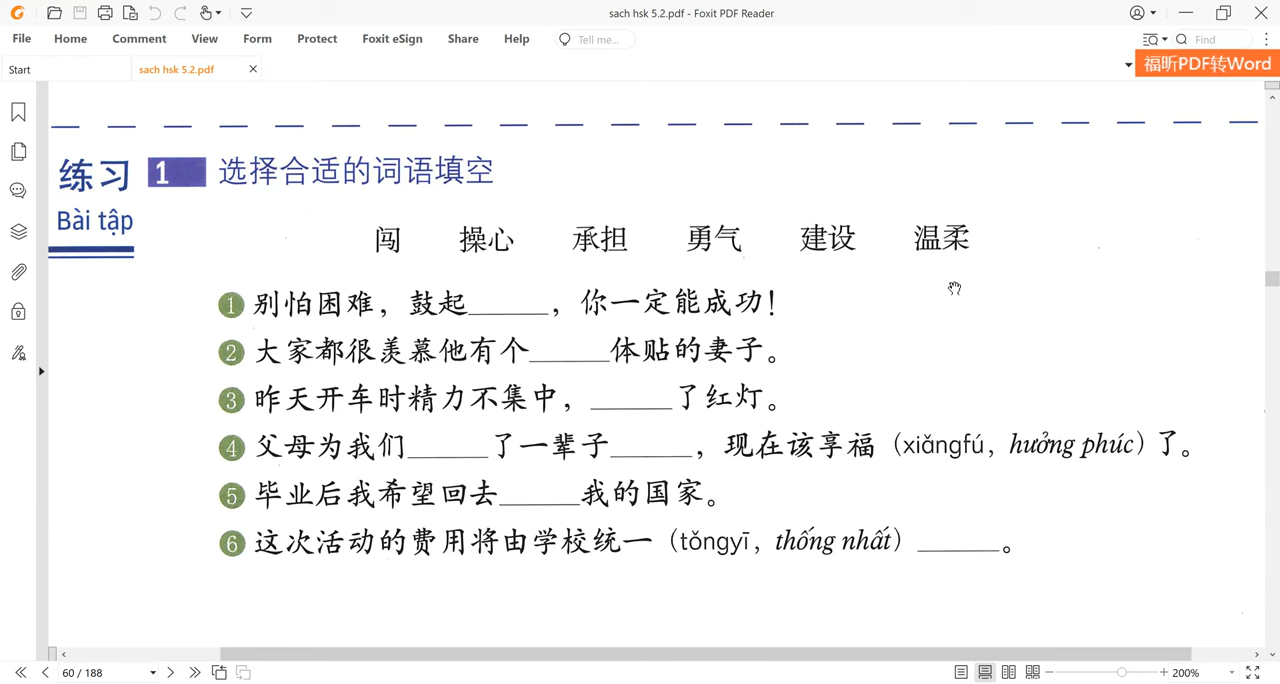 sach hsk 5.2.pdf - Foxit PDF Reader
File Home Comment View Form Protect Foxit eSign Share Help Tell me... Find
Start sach hsk 5.2.pdf 福昕PDF转Word
练习 1 选择合适的词语填空
Bài tập
闯 操心 承担 勇气 建设 温柔
① 别怕困难，鼓起______，你一定能成功！
② 大家都很羡慕他有个______体贴的妻子。
③ 昨天开车时精力不集中，______了红灯。
④ 父母为我们______了一辈子______，现在该享福（xiǎngfú, hưởng phúc）了。
⑤ 毕业后我希望回去______我的国家。
⑥ 这次活动的费用将由学校统一（tǒngyī, thống nhất）______。
60 / 188 200%